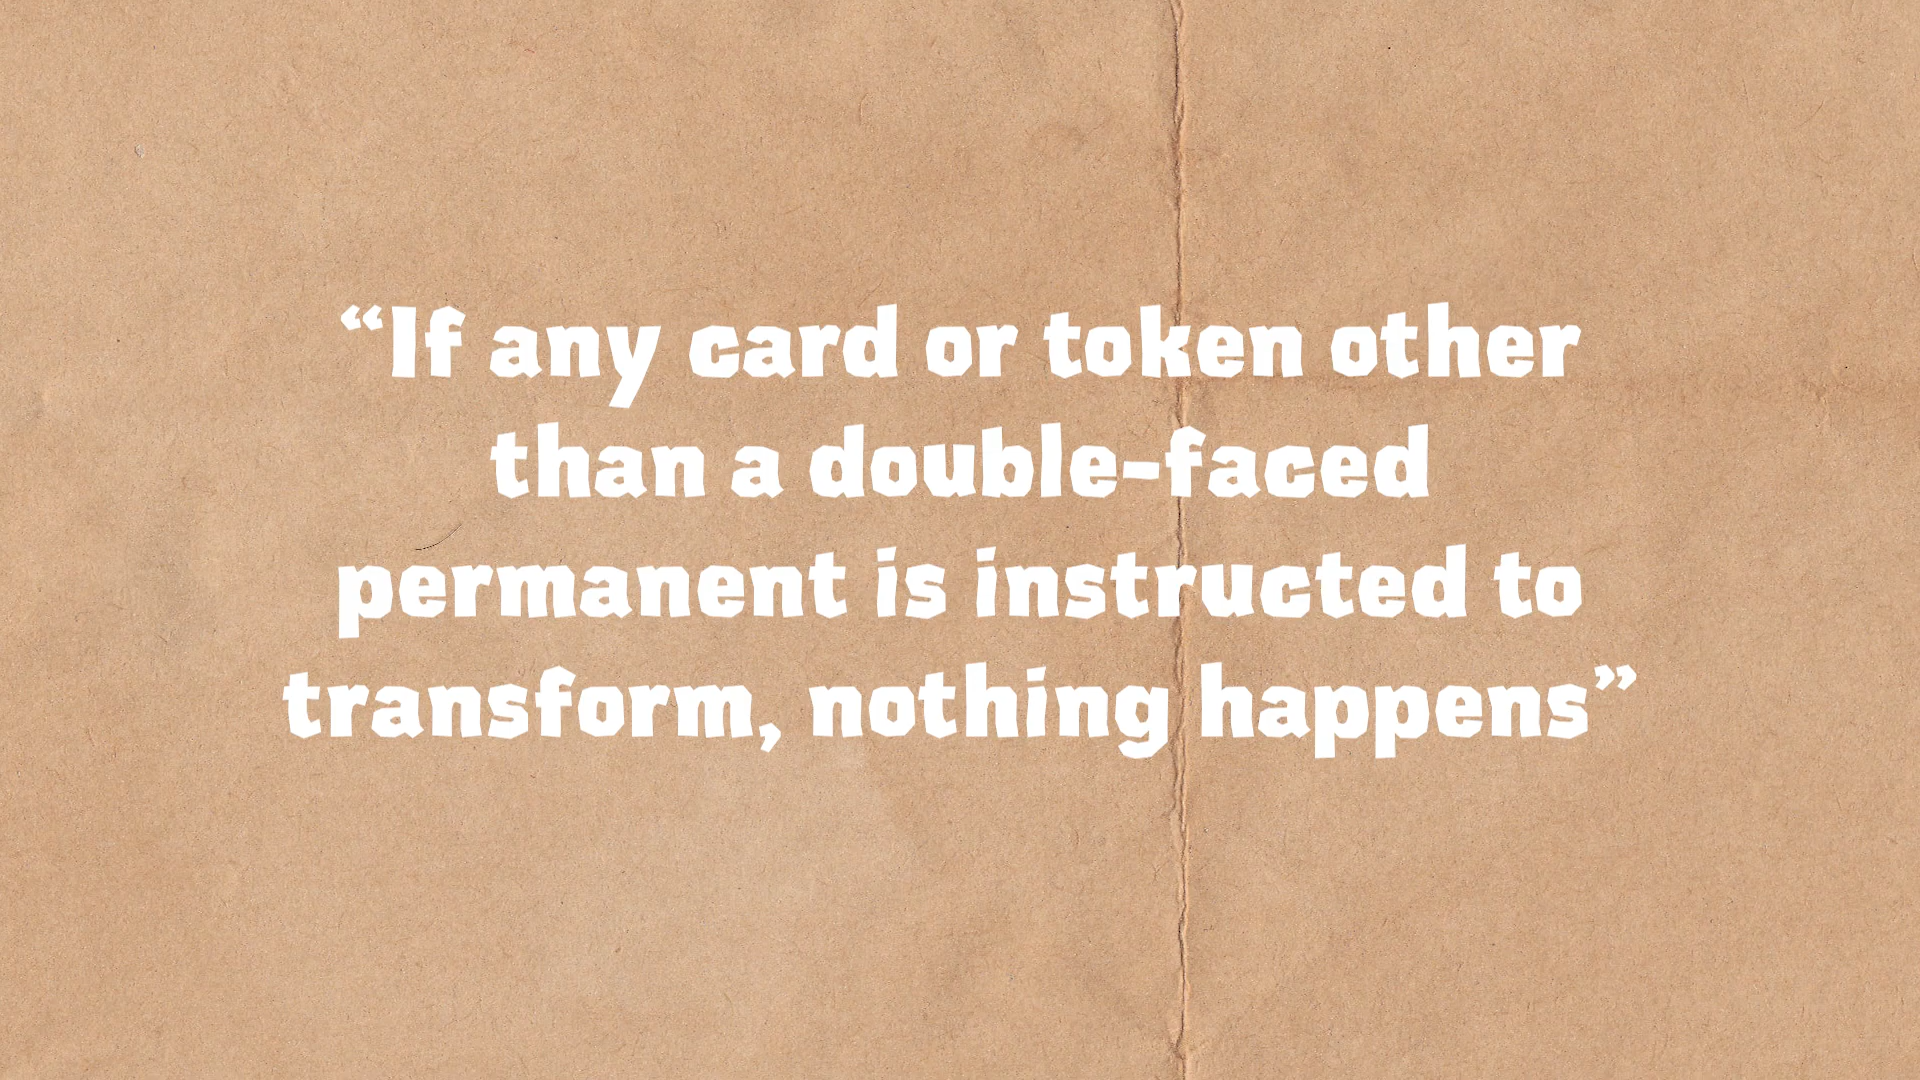 “If any card or token other
than a double-faced
permanent is instructed to
transform, nothing happens”